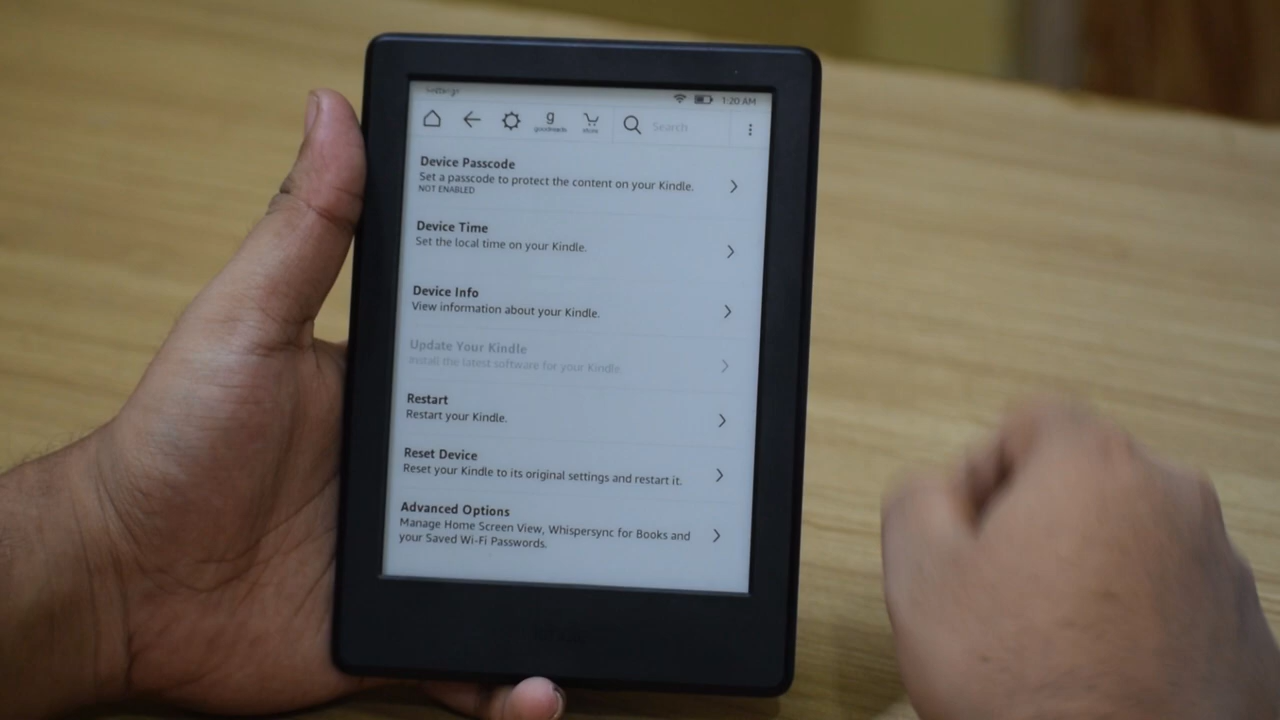 Settings
1:20 AM
g
goodreads
store
Search
Device Passcode
Set a passcode to protect the content on your Kindle.
NOT ENABLED
Device Time
Set the local time on your Kindle.
Device Info
View information about your Kindle.
Update Your Kindle
Install the latest software for your Kindle.
Restart
Restart your Kindle.
Reset Device
Reset your Kindle to its original settings and restart it.
Advanced Options
Manage Home Screen View, Whispersync for Books and
your Saved Wi-Fi Passwords.